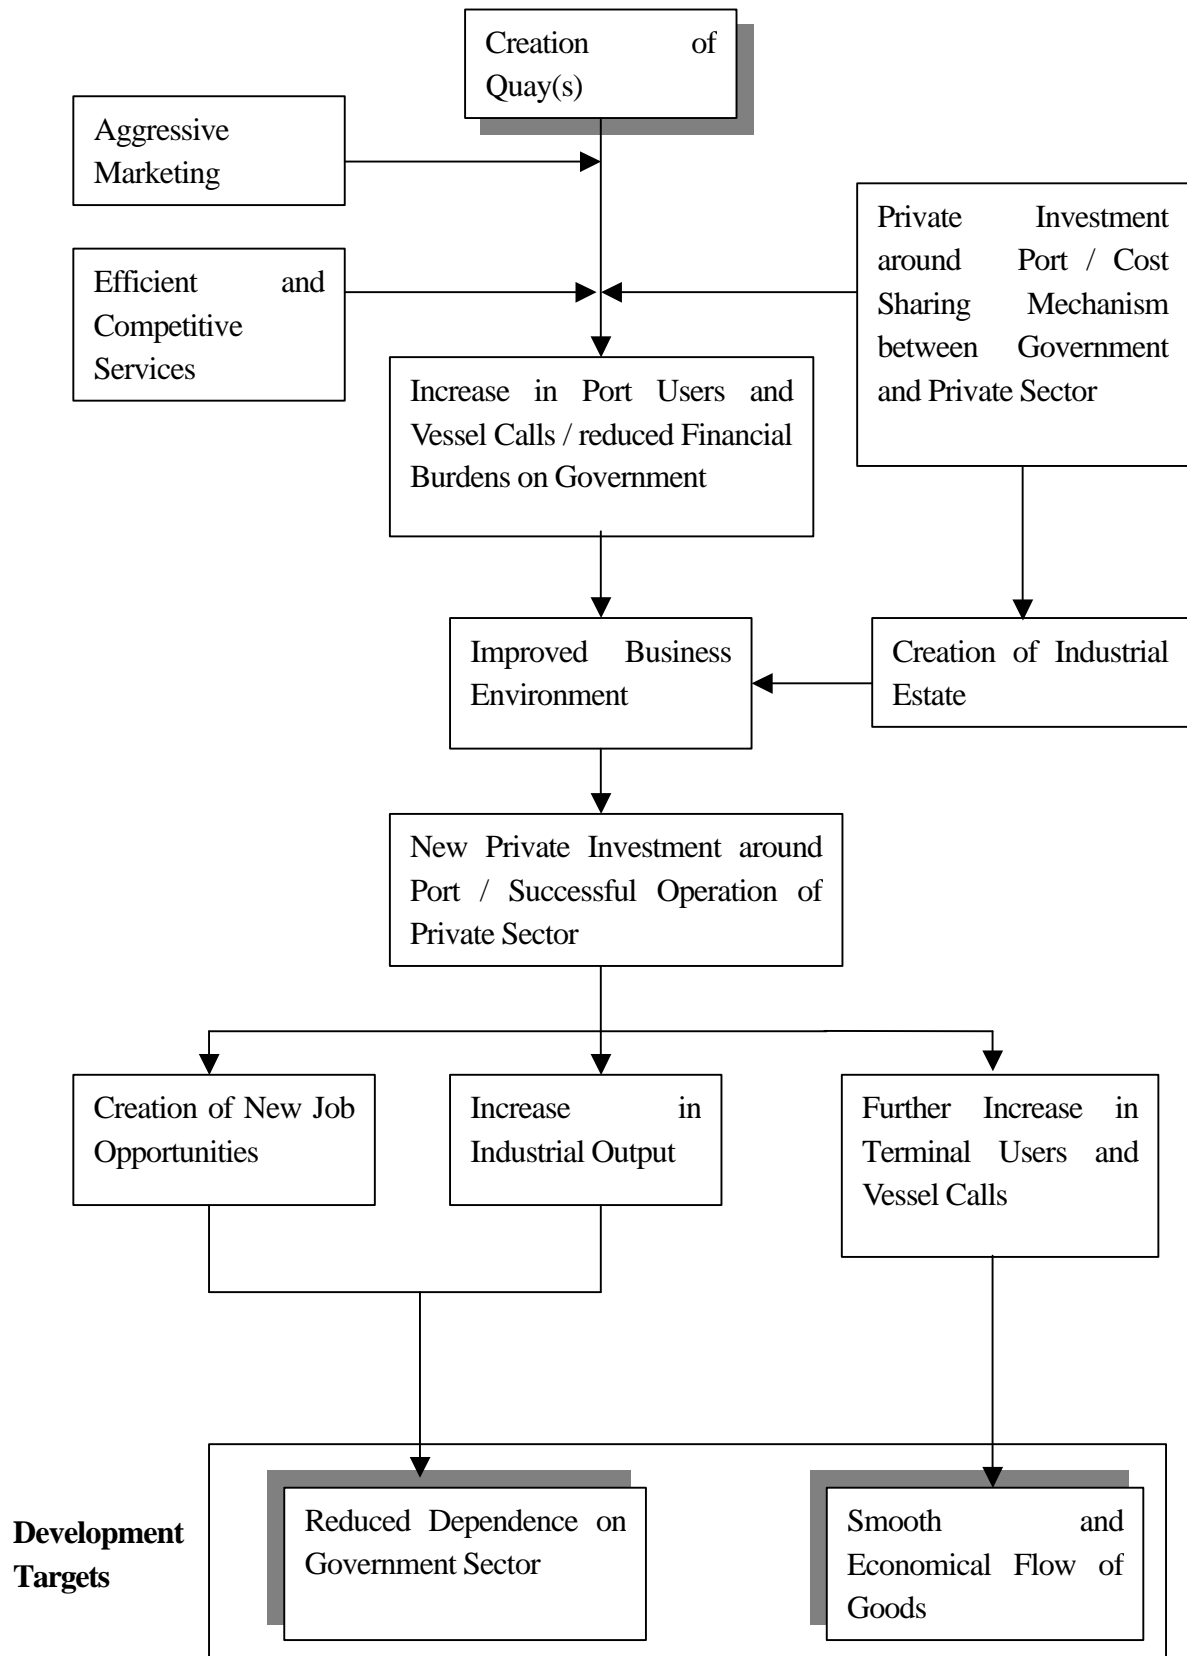 Creation of
Quay(s)
Aggressive
Marketing
Private Investment
around Port / Cost
Sharing Mechanism
between Government
and Private Sector
Efficient and
Competitive
Services
Increase in Port Users and
Vessel Calls / reduced Financial
Burdens on Government
Improved Business
Environment
Creation of Industrial
Estate
New Private Investment around
Port / Successful Operation of
Private Sector
Creation of New Job
Opportunities
Increase in
Industrial Output
Further Increase in
Terminal Users and
Vessel Calls
Development
Targets
Reduced Dependence on
Government Sector
Smooth and
Economical Flow of
Goods